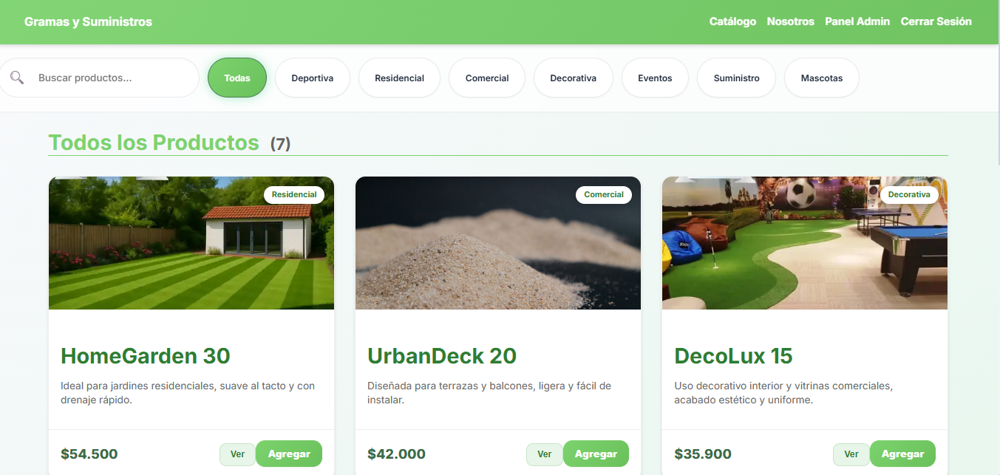 Gramas y Suministros
Catálogo Nosotros Panel Admin Cerrar Sesión
Buscar productos...
Todas Deportiva Residencial Comercial Decorativa Eventos Suministro Mascotas
Todos los Productos (7)
Residencial
HomeGarden 30
Ideal para jardines residenciales, suave al tacto y con
drenaje rápido.
$54.500 Ver Agregar
Comercial
UrbanDeck 20
Diseñada para terrazas y balcones, ligera y fácil de
instalar.
$42.000 Ver Agregar
Decorativa
DecoLux 15
Uso decorativo interior y vitrinas comerciales,
acabado estético y uniforme.
$35.900 Ver Agregar